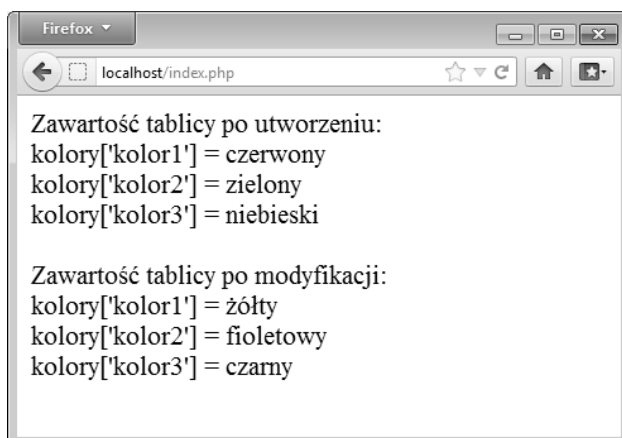 Firefox
localhost/index.php
Zawartość tablicy po utworzeniu:
kolory['kolor1'] = czerwony
kolory['kolor2'] = zielony
kolory['kolor3'] = niebieski
Zawartość tablicy po modyfikacji:
kolory['kolor1'] = żółty
kolory['kolor2'] = fioletowy
kolory['kolor3'] = czarny